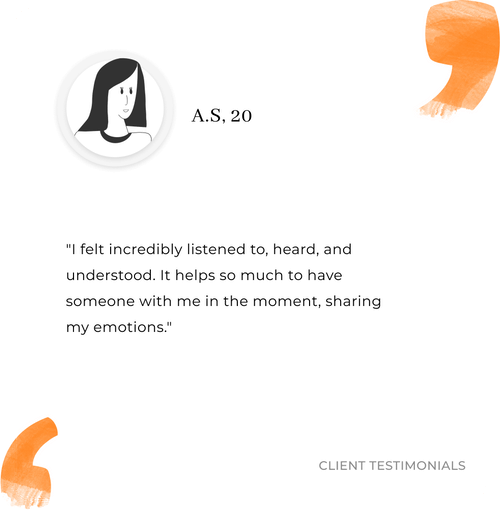 A.S, 20
"I felt incredibly listened to, heard, and
understood. It helps so much to have
someone with me in the moment, sharing
my emotions."
CLIENT TESTIMONIALS